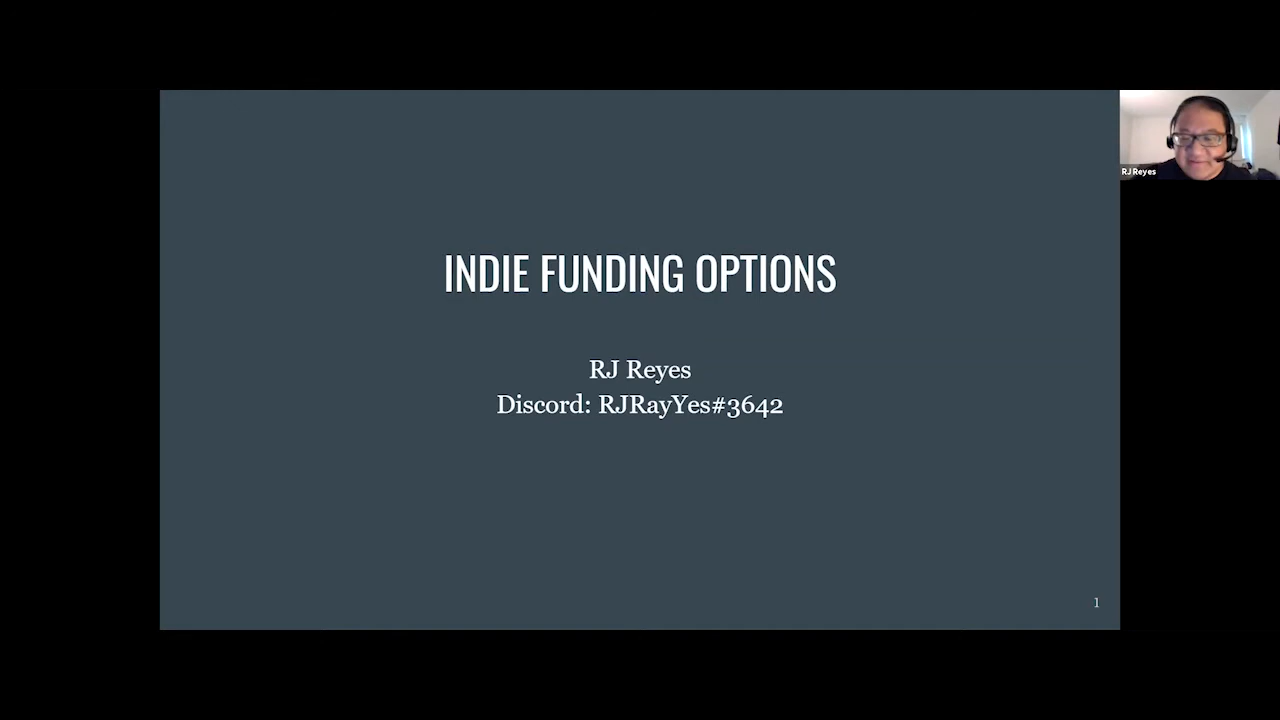 INDIE FUNDING OPTIONS
RJ Reyes
Discord: RJRayYes#3642
RJ Reyes
1